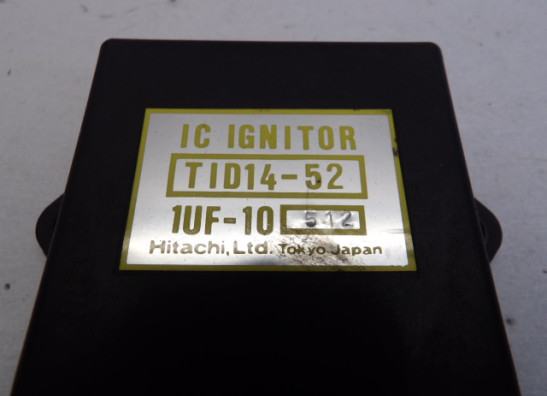 IC IGNITOR
TID14-52
1UF-10 512
Hitachi, Ltd. Tokyo Japan